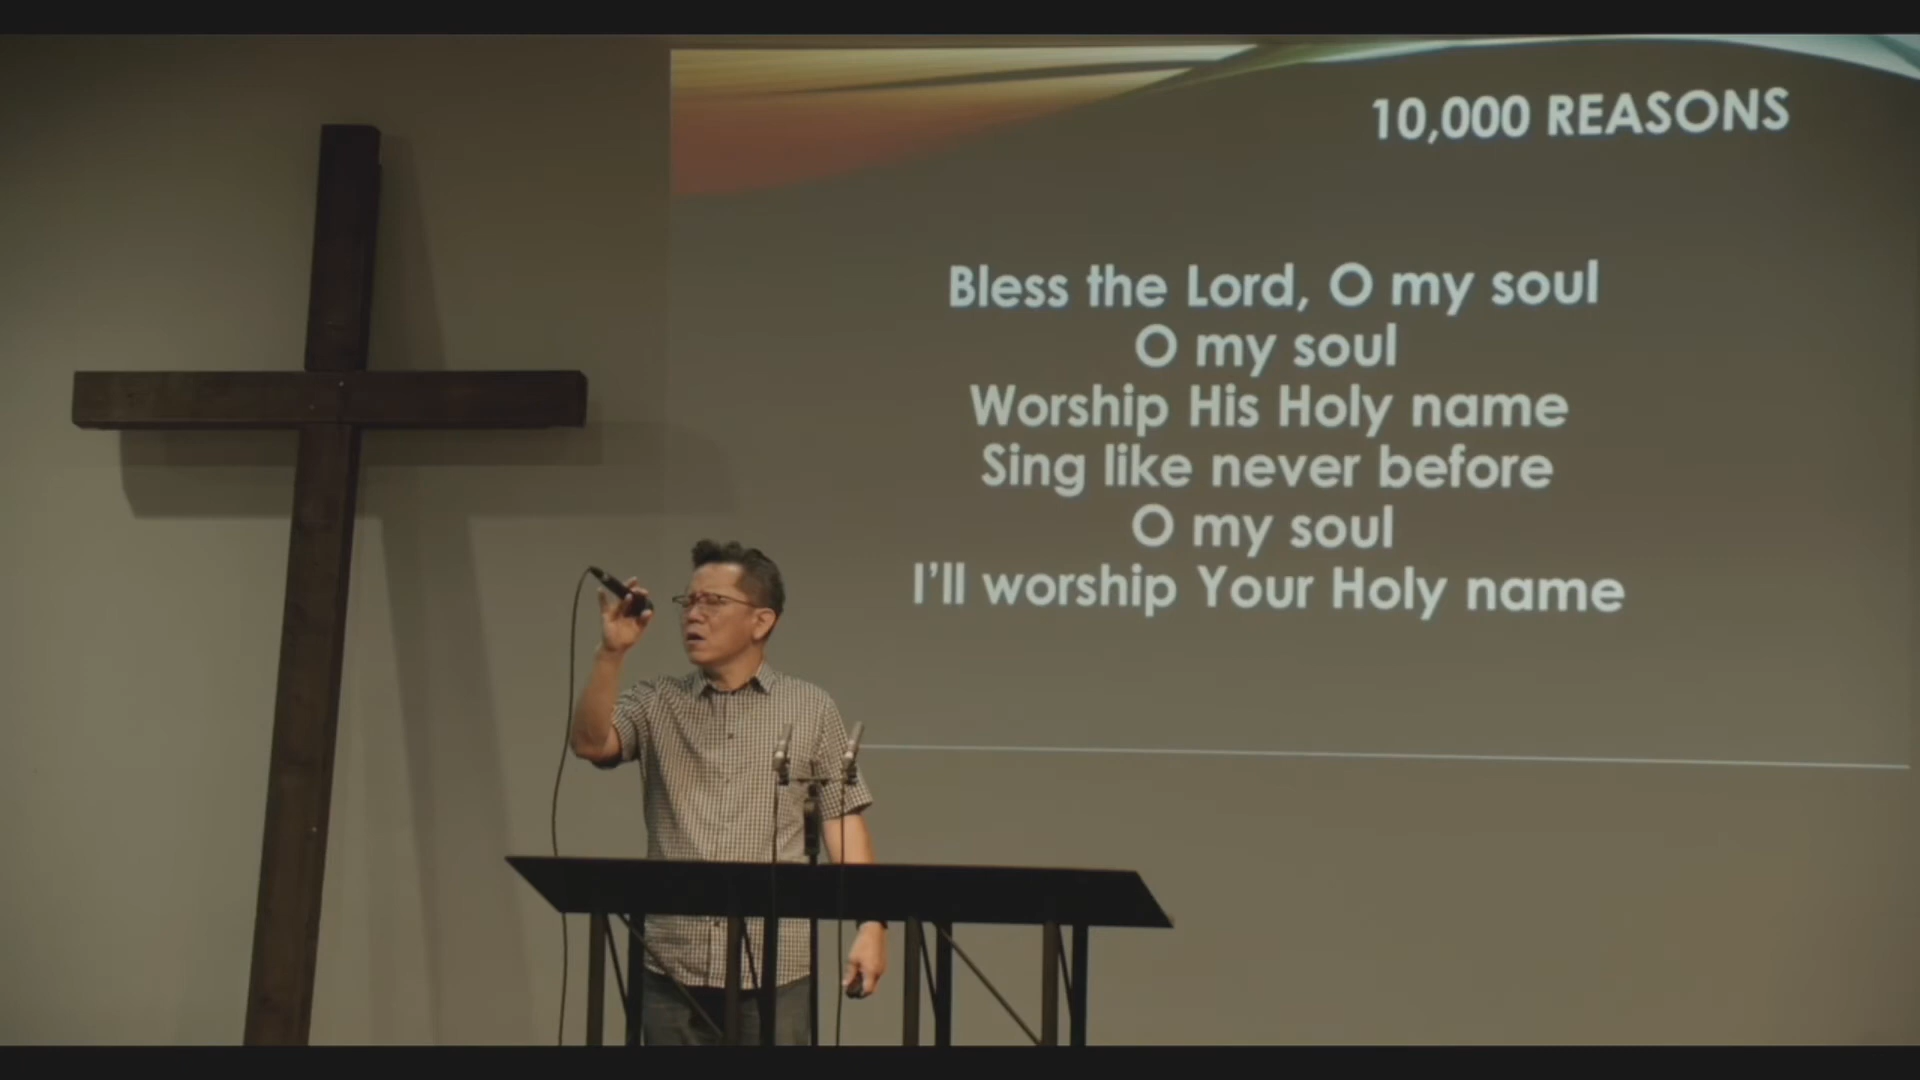 10,000 REASONS
Bless the Lord, O my soul
O my soul
Worship His Holy name
Sing like never before
O my soul
I'll worship Your Holy name